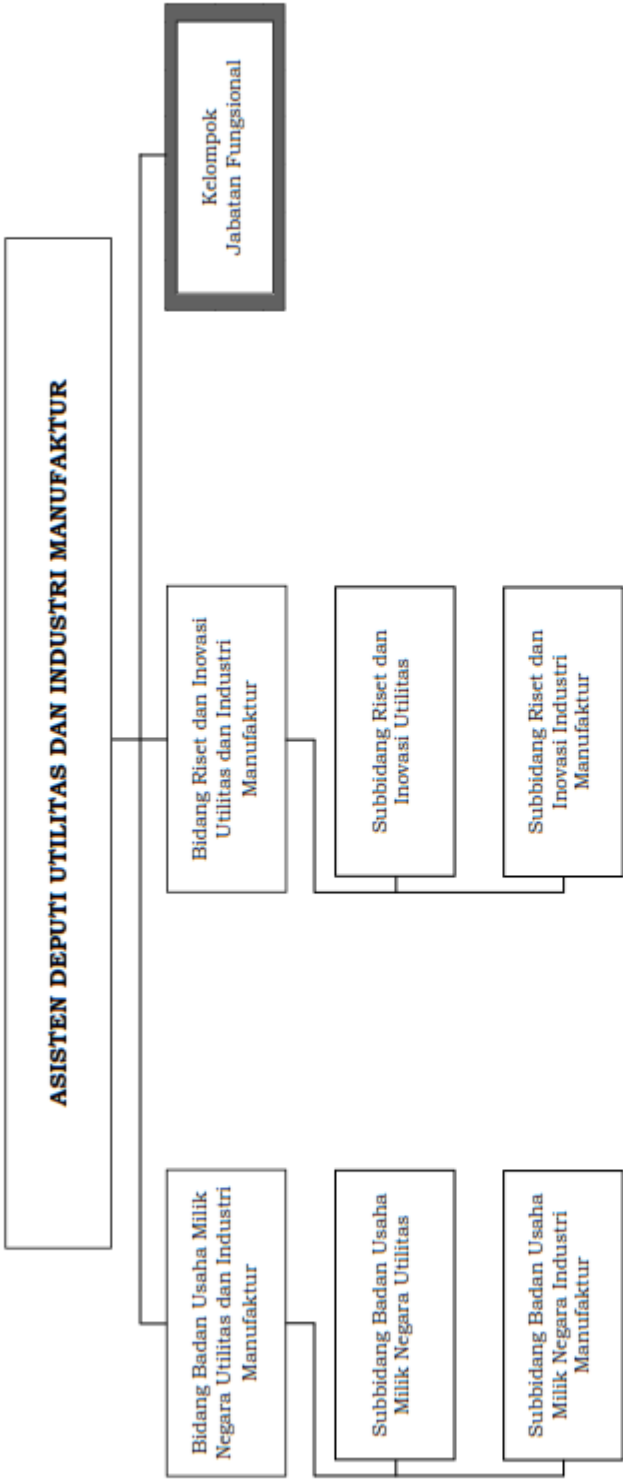 ASISTEN DEPUTI UTILITAS DAN INDUSTRI MANUFAKTUR
Bidang Badan Usaha Milik
Negara Utilitas dan Industri
Manufaktur
Subbidang Badan Usaha
Milik Negara Utilitas
Subbidang Badan Usaha
Milik Negara Industri
Manufaktur
Bidang Riset dan Inovasi
Utilitas dan Industri
Manufaktur
Subbidang Riset dan
Inovasi Utilitas
Subbidang Riset dan
Inovasi Industri
Manufaktur
Kelompok
Jabatan Fungsional